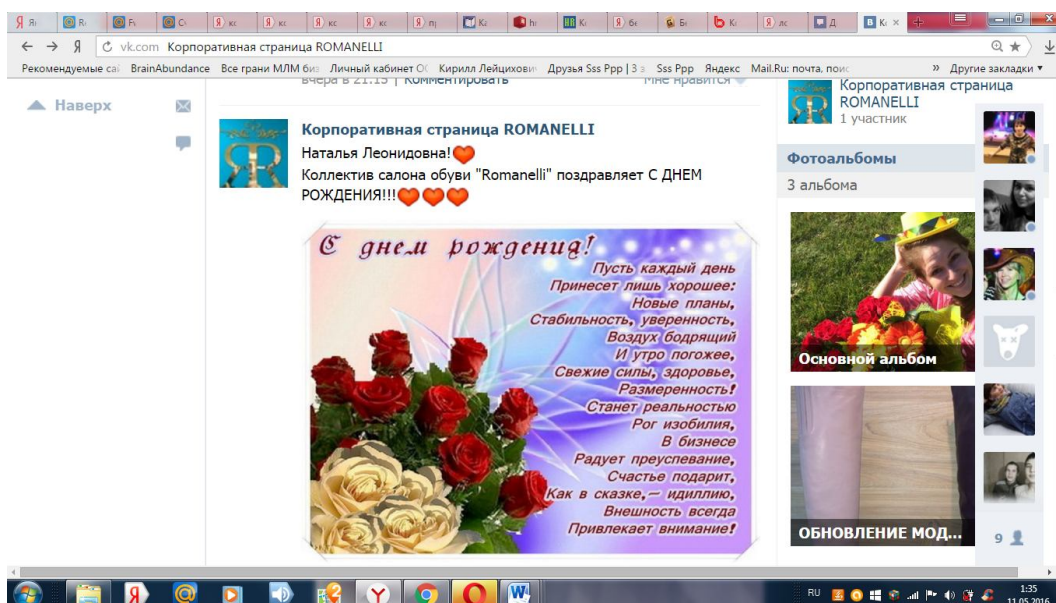 vk.com Корпоративная страница ROMANELLI
Рекомендуемые BrainAbundance Все грани МЛМ Личный кабинет Кирилл Друзья Sss Ppp | 3 Sss Ppp Яндекс Mail.Ru: почта, Другие закладки
вчера в 21:15 | Комментировать
Мне нравится
Наверх
Корпоративная страница ROMANELLI
Наталья Леонидовна!
Коллектив салона обуви "Romanelli" поздравляет С ДНЕМ
РОЖДЕНИЯ!!!
С днем рождения!
Пусть каждый день
Принесет лишь хорошее:
Новые планы,
Стабильность, уверенность,
Воздух бодрящий
И утро погожее,
Свежие силы, здоровье,
Размеренность!
Станет реальностью
Рог изобилия,
В бизнесе
Радует преуспевание,
Счастье подарит,
Как в сказке,— идиллию,
Внешность всегда
Привлекает внимание!
Корпоративная страница
ROMANELLI
1 участник
Фотоальбомы
3 альбома
Основной альбом
ОБНОВЛЕНИЕ МОД...
9
RU
1:35
11.05.2016